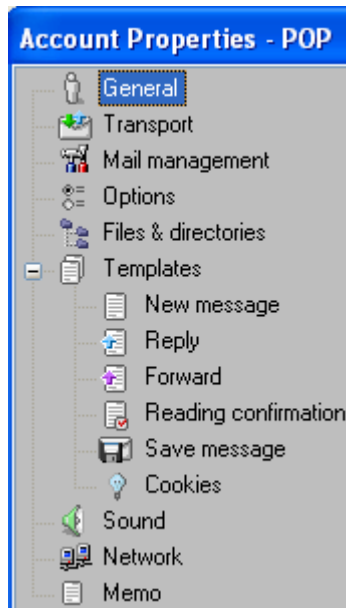 Account Properties - POP
General
Transport
Mail management
Options
Files & directories
Templates
New message
Reply
Forward
Reading confirmation
Save message
Cookies
Sound
Network
Memo